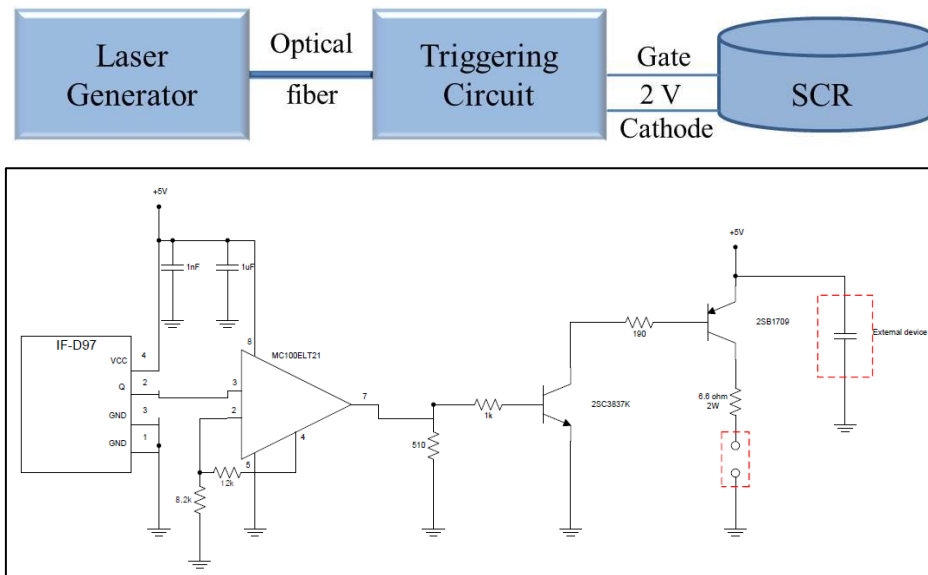 Laser
Generator
Optical
fiber
Triggering
Circuit
Gate
2 V
Cathode
SCR
+5V
+5V
1nF
1uF
IF-D97
VCC
4
Q
2
GND
3
GND
1
8
MC100ELT21
3
2
7
4
5
12k
8.2k
510
1k
2SC3837K
190
2SB1709
External device
6.6 ohm
2W